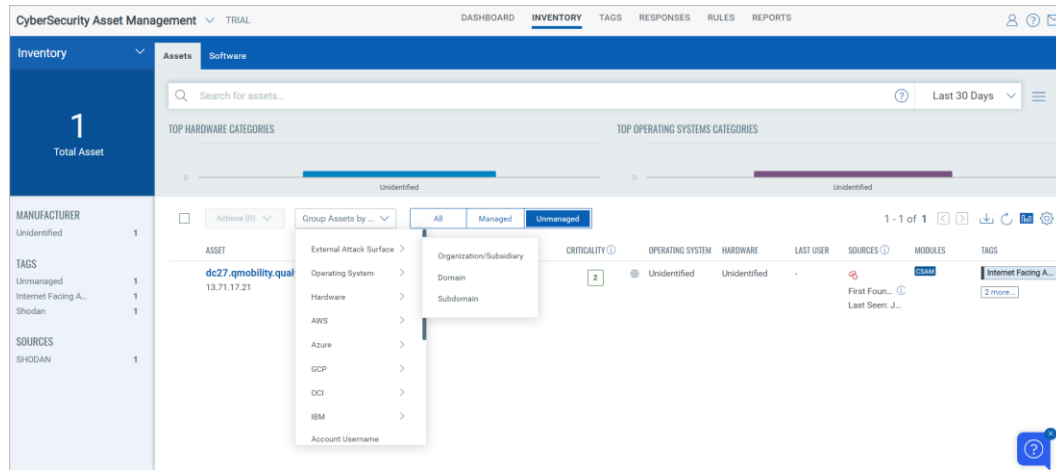 CyberSecurity Asset Management TRIAL
DASHBOARD INVENTORY TAGS RESPONSES RULES REPORTS
Inventory
Assets Software
Search for assets...
Last 30 Days
1
Total Asset
TOP HARDWARE CATEGORIES
TOP OPERATING SYSTEMS CATEGORIES
0
Unidentified
0
Unidentified
MANUFACTURER
Unidentified 1
TAGS
Unmanaged 1
Internet Facing A... 1
Shodan 1
SOURCES
SHODAN 1
Actions (0) Group Assets by ... All Managed Unmanaged 1 - 1 of 1
ASSET CRITICALITY OPERATING SYSTEM HARDWARE LAST USER SOURCES MODULES TAGS
dc27.qmobility.qual
13.71.17.21
2 Unidentified Unidentified - CSAM Internet Facing A...
First Foun... 2 more...
Last Seen: J...
External Attack Surface
Operating System
Hardware
AWS
Azure
GCP
OCI
IBM
Account Username
Organization/Subsidiary
Domain
Subdomain